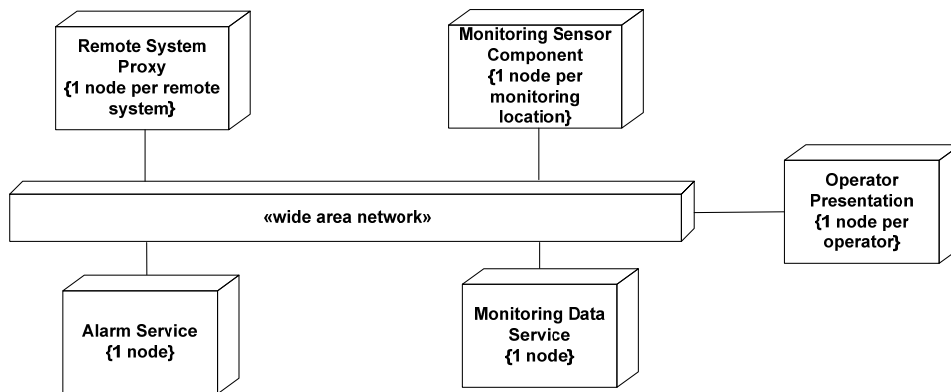 Remote System
Proxy
{1 node per remote
system}
Monitoring Sensor
Component
{1 node per
monitoring
location}
Operator
Presentation
{1 node per
operator}
«wide area network»
Alarm Service
{1 node}
Monitoring Data
Service
{1 node}